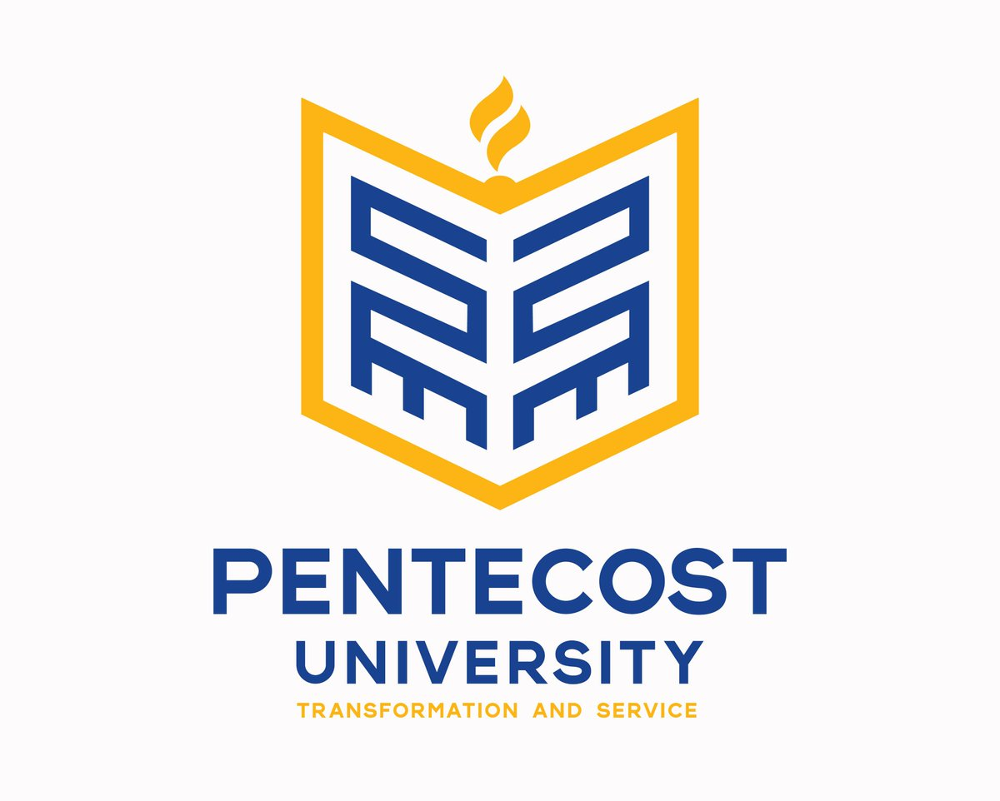 PENTECOST
UNIVERSITY
TRANSFORMATION AND SERVICE